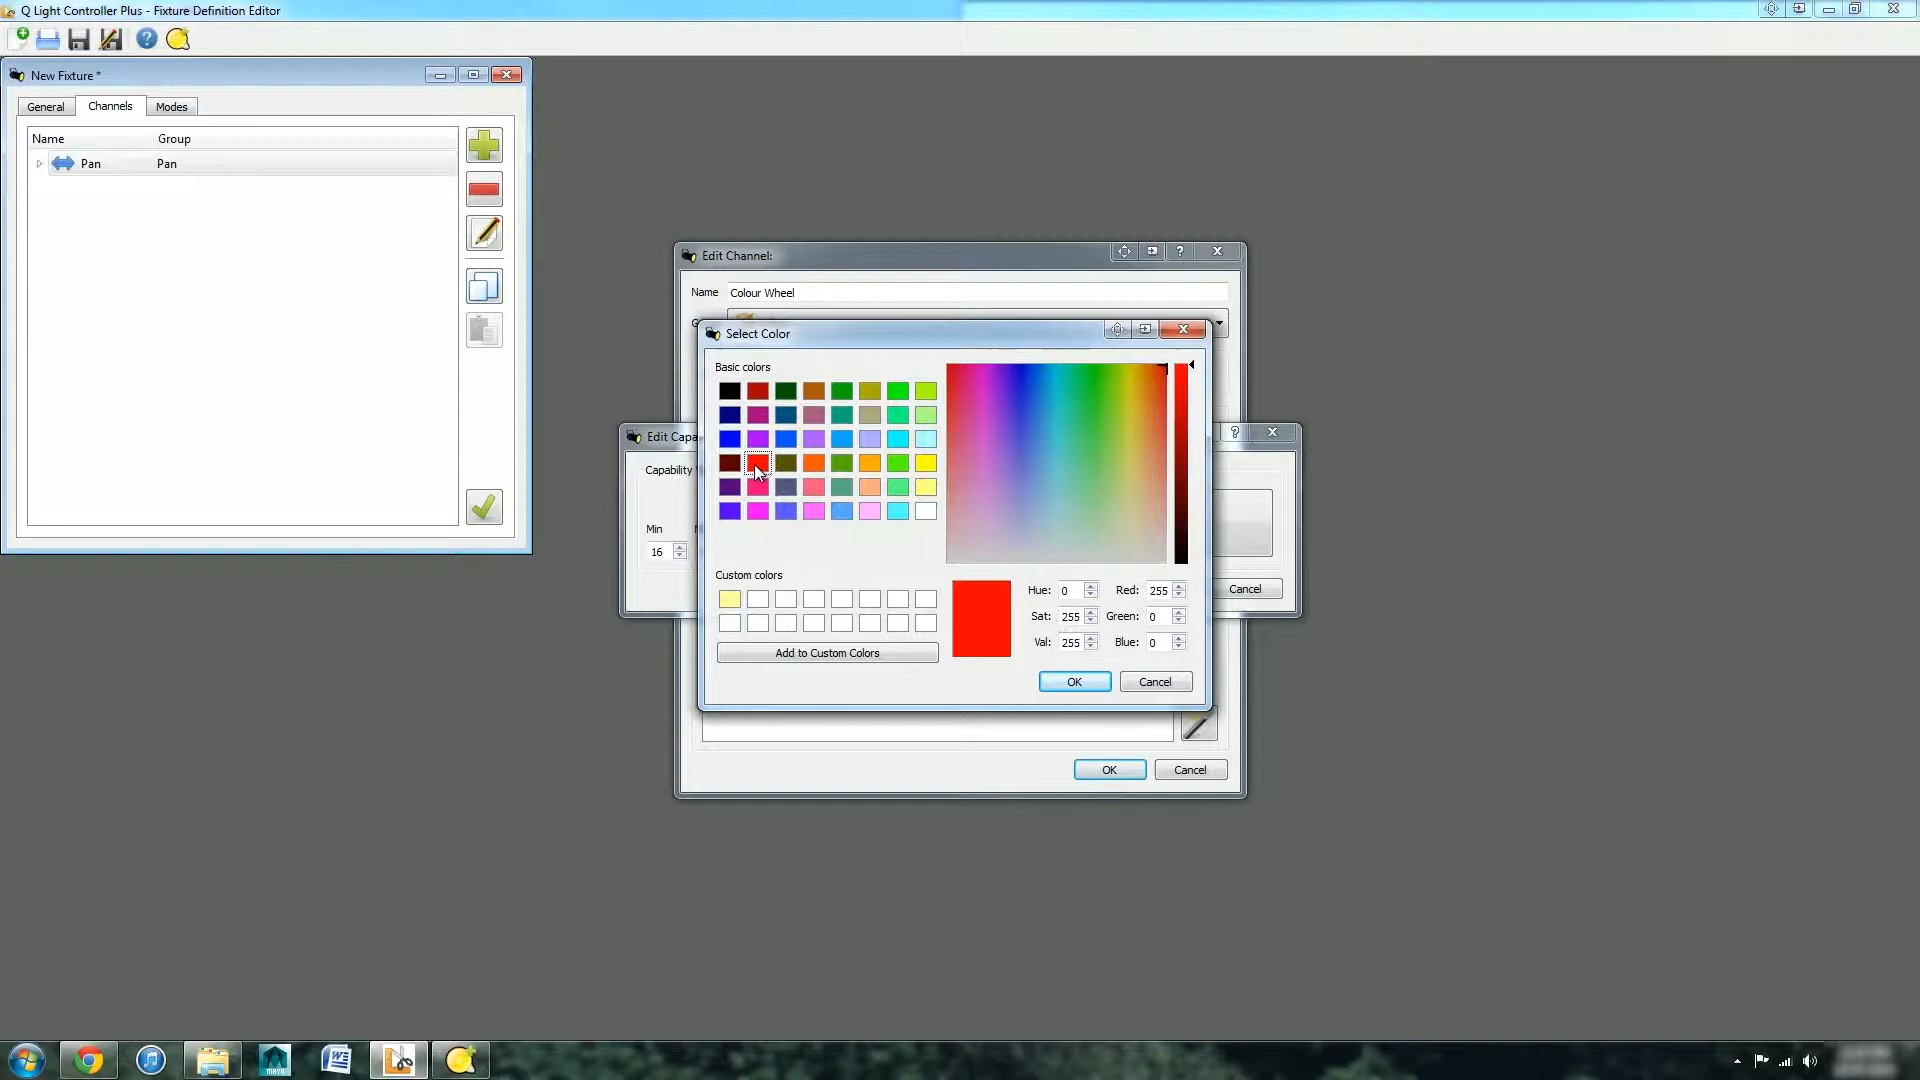 Q Light Controller Plus - Fixture Definition Editor
New Fixture *
General Channels Modes
Name Group
Pan Pan
Edit Channel:
Name Colour Wheel
Select Color
Basic colors
Edit Capa
Capability
Min
16
Custom colors
Hue: 0 Red: 255
Sat: 255 Green: 0
Val: 255 Blue: 0
Add to Custom Colors
OK Cancel
Cancel
OK Cancel
MAYA